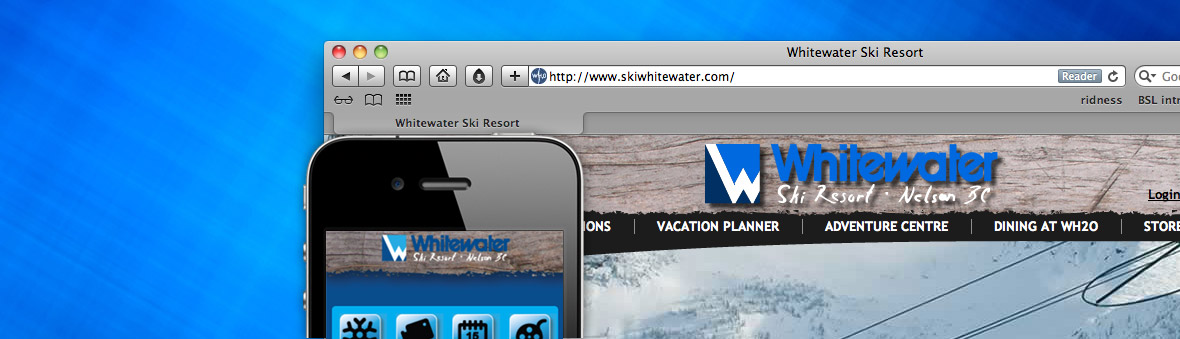 Whitewater Ski Resort
http://www.skiwhitewater.com/
Reader
Goo
ridness
BSL intr
Whitewater Ski Resort
W Whitewater
Ski Resort · Nelson BC
Login
IONS
VACATION PLANNER
ADVENTURE CENTRE
DINING AT WH2O
STORE
W Whitewater
Ski Resort · Nelson BC
16